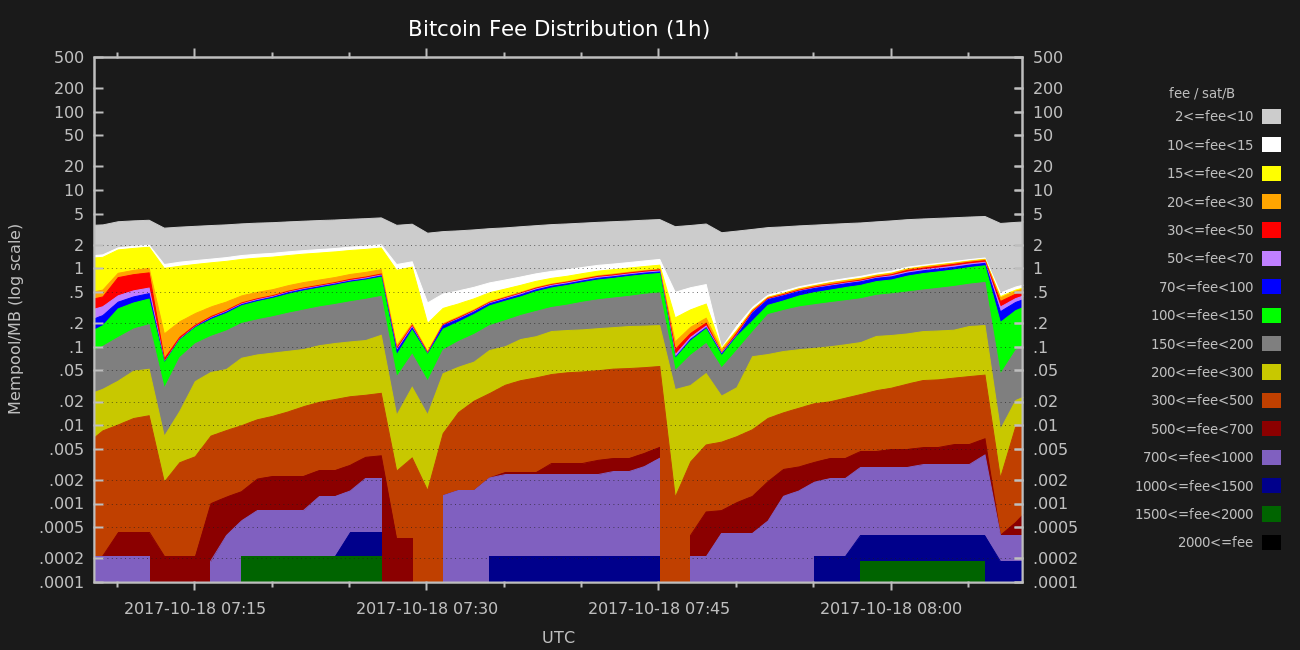 Bitcoin Fee Distribution (1h)
Mempool/MB (log scale)
500
200
100
50
20
10
5
2
1
.5
.2
.1
.05
.02
.01
.005
.002
.001
.0005
.0002
.0001
500
200
100
50
20
10
5
2
1
.5
.2
.1
.05
.02
.01
.005
.002
.001
.0005
.0002
.0001
fee / sat/B
2<=fee<10
10<=fee<15
15<=fee<20
20<=fee<30
30<=fee<50
50<=fee<70
70<=fee<100
100<=fee<150
150<=fee<200
200<=fee<300
300<=fee<500
500<=fee<700
700<=fee<1000
1000<=fee<1500
1500<=fee<2000
2000<=fee
2017-10-18 07:15
2017-10-18 07:30
2017-10-18 07:45
2017-10-18 08:00
UTC